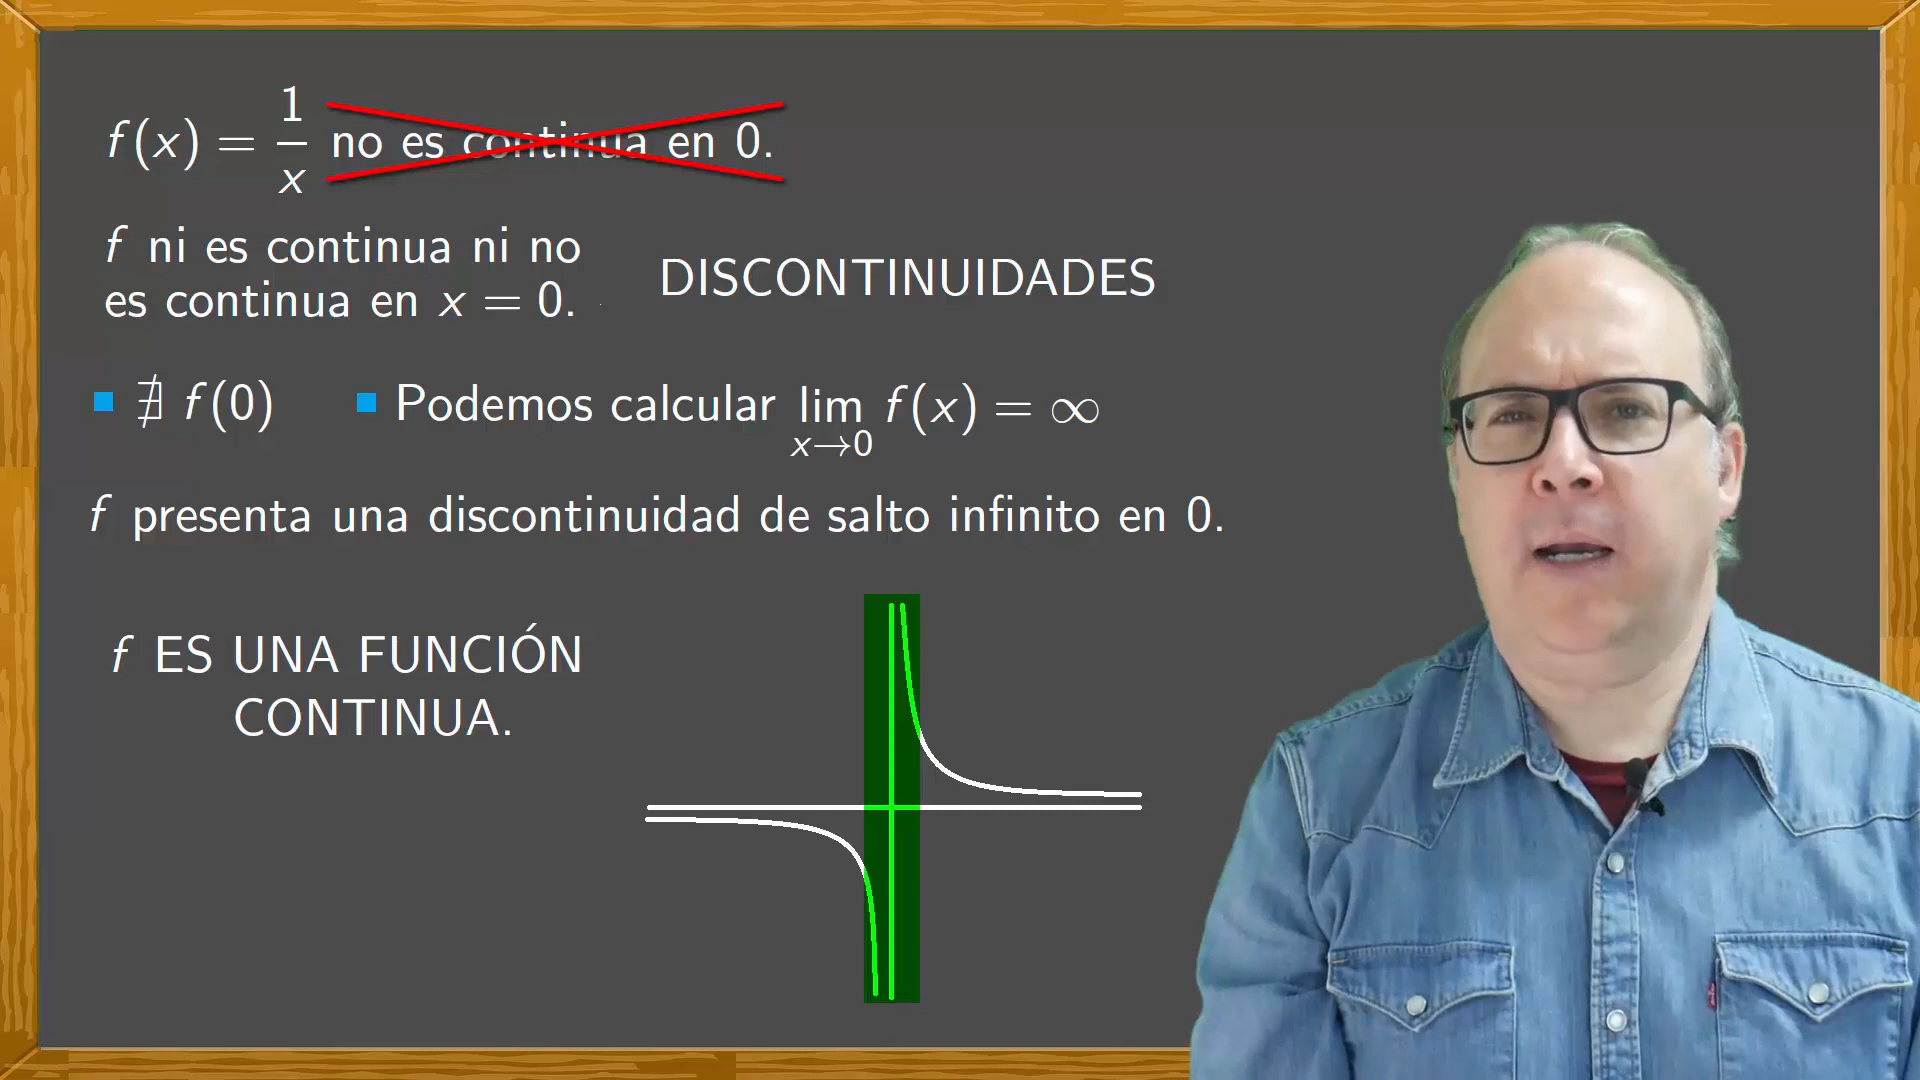 f(x) = 1/x no es continua en 0.
f ni es continua ni no
es continua en x = 0.
DISCONTINUIDADES
∄ f(0)
Podemos calcular lim x→0 f(x) = ∞
f presenta una discontinuidad de salto infinito en 0.
f ES UNA FUNCIÓN
CONTINUA.